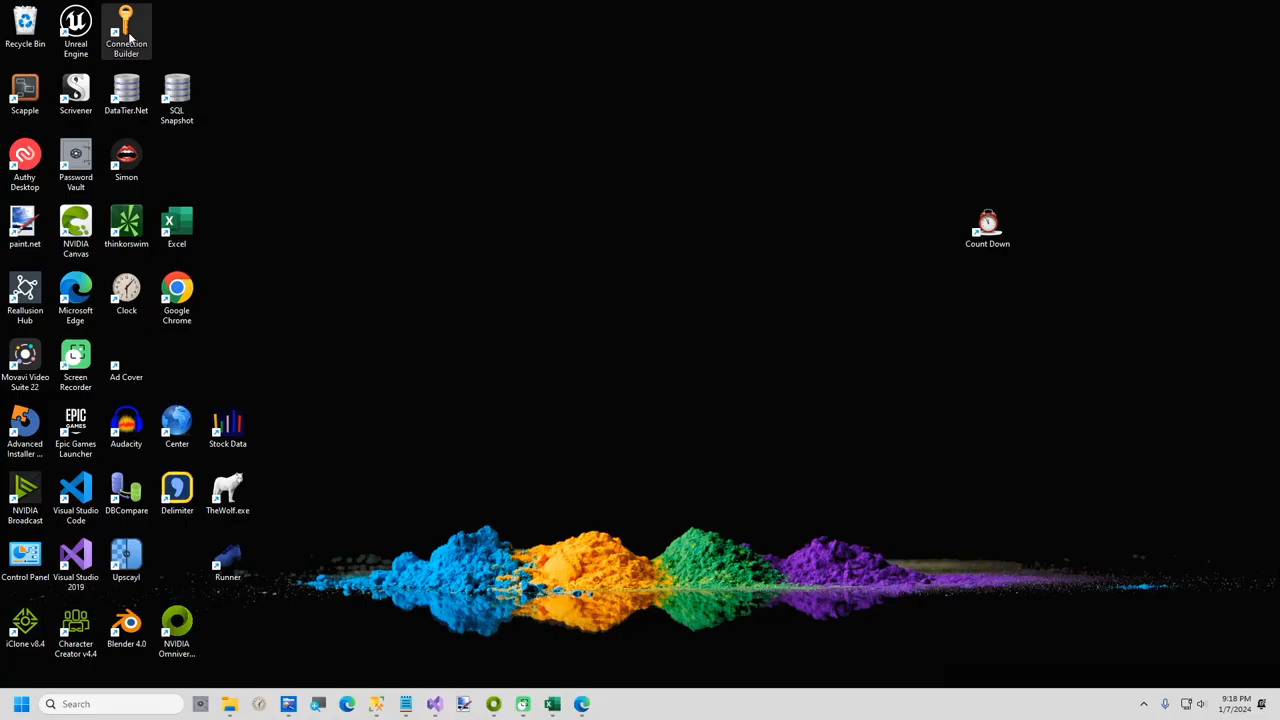 Recycle Bin
Unreal
Engine
Connection
Builder
Scapple
Scrivener
DataTier.Net
SQL
Snapshot
Authy
Desktop
Password
Vault
Simon
paint.net
NVIDIA
Canvas
thinkorswim
Excel
Count Down
Reallusion
Hub
Microsoft
Edge
Clock
Google
Chrome
Movavi Video
Suite 22
Screen
Recorder
Ad Cover
Advanced
Installer ...
EPIC
GAMES
Epic Games
Launcher
Audacity
Center
Stock Data
NVIDIA
Broadcast
Visual Studio
Code
DBCompare
Delimiter
TheWolf.exe
Control Panel
Visual Studio
2019
Upscayl
Runner
iClone v8.4
Character
Creator v4.4
Blender 4.0
NVIDIA
Omniver...
Search
9:18 PM
1/7/2024